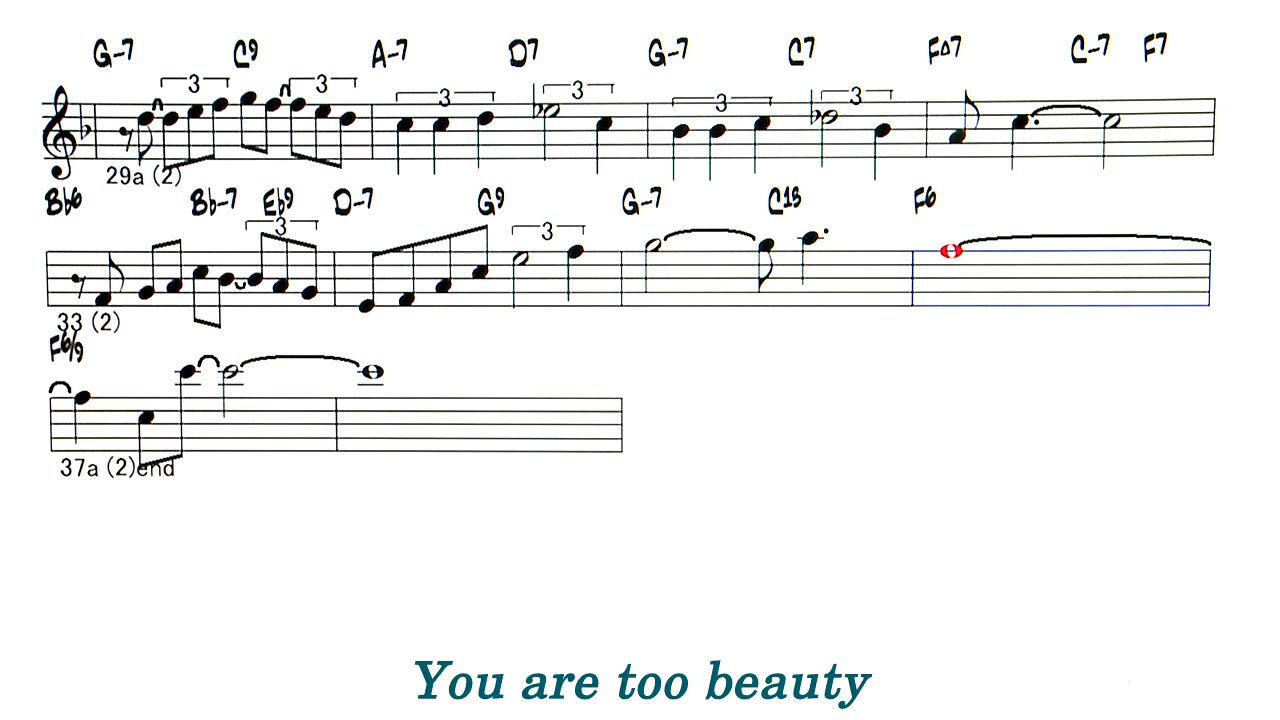 G-7 C9 A-7 D7 G-7 C7 F△7 C-7 F7
3 3 3 3 3 3
29a (2)
Bb6 Bb-7 Eb9 D-7 G9 G-7 C13 F6
3 3
33 (2)
F6/9
37a (2)end
You are too beauty